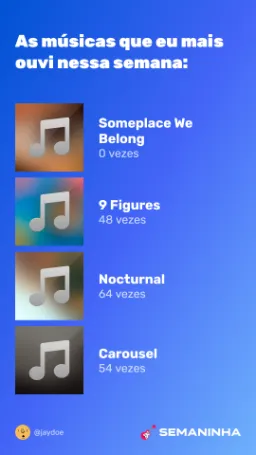 As músicas que eu mais
ouvi nessa semana:
Someplace We
Belong
0 vezes
9 Figures
48 vezes
Nocturnal
64 vezes
Carousel
54 vezes
@jaydoe
SEMANINHA